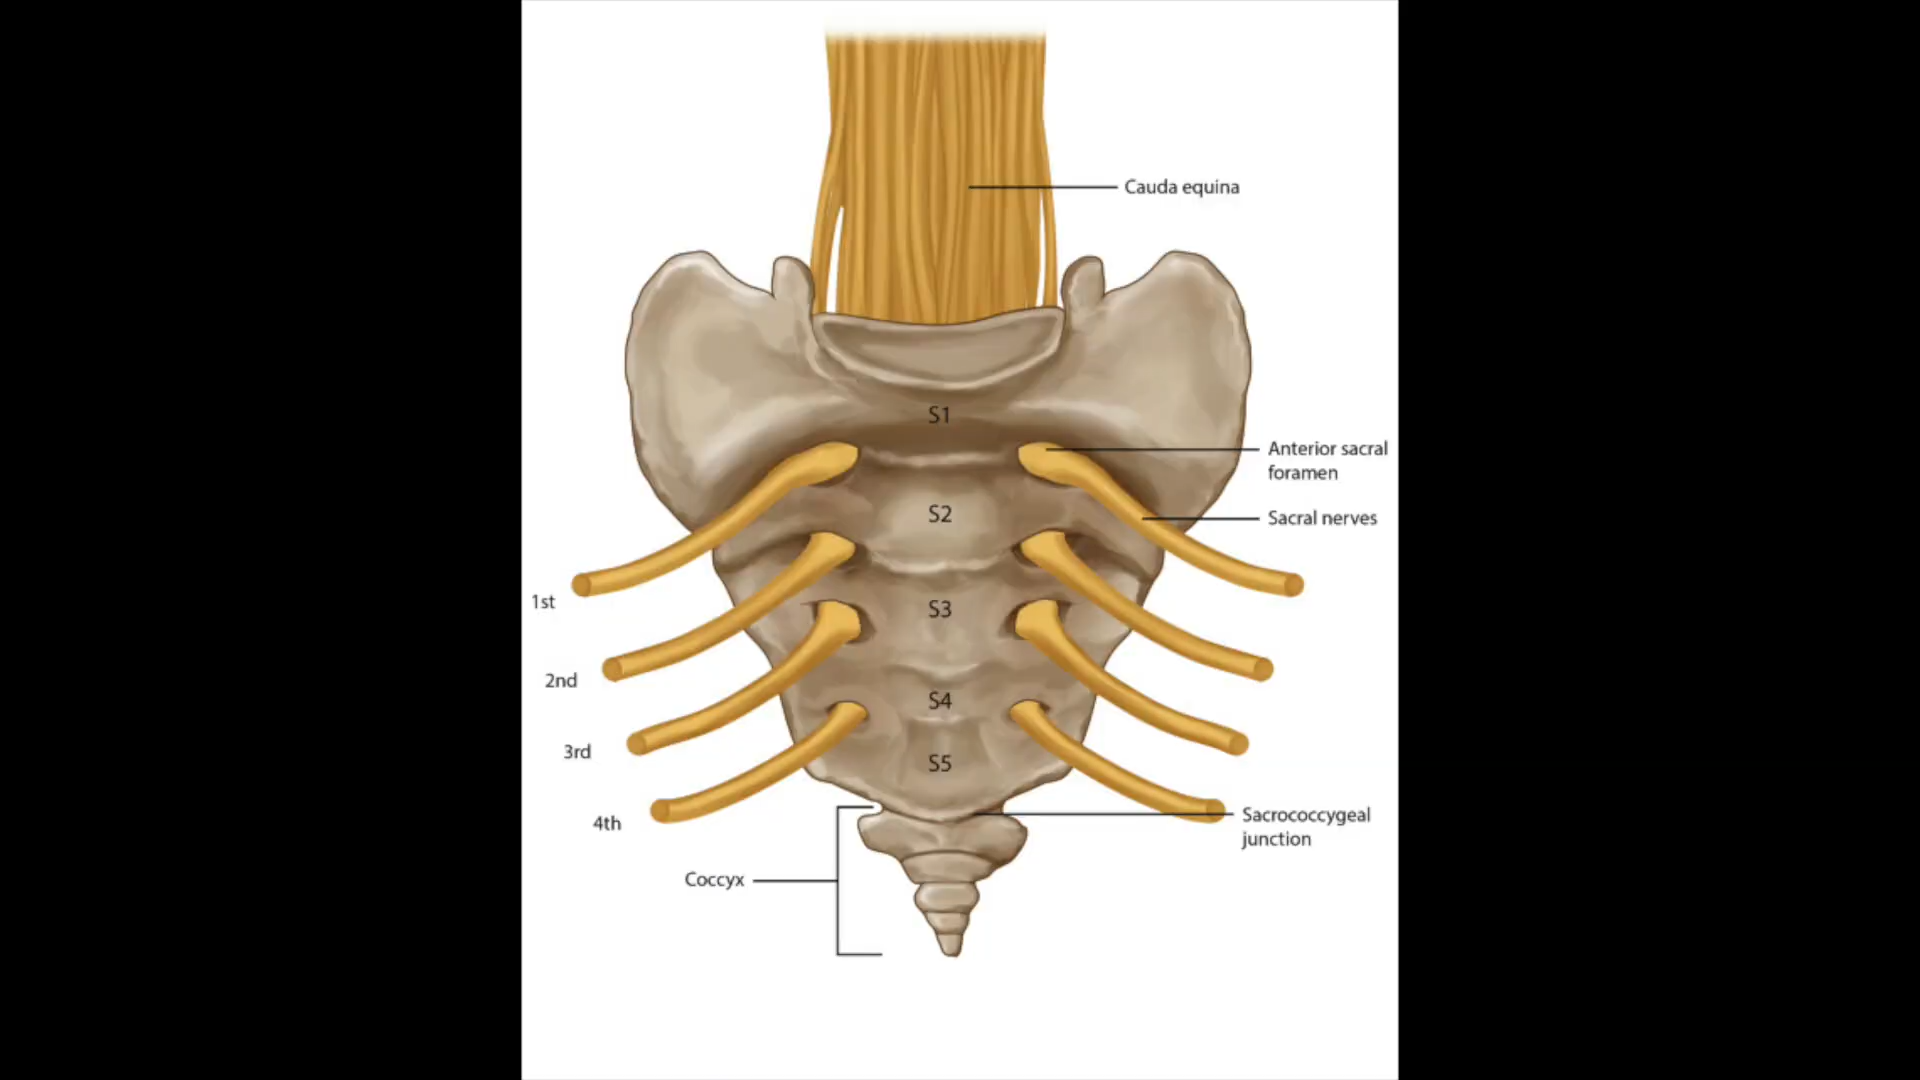 Cauda equina
S1
Anterior sacral
foramen
S2
Sacral nerves
1st
S3
2nd
S4
3rd
S5
4th
Sacrococcygeal
junction
Coccyx